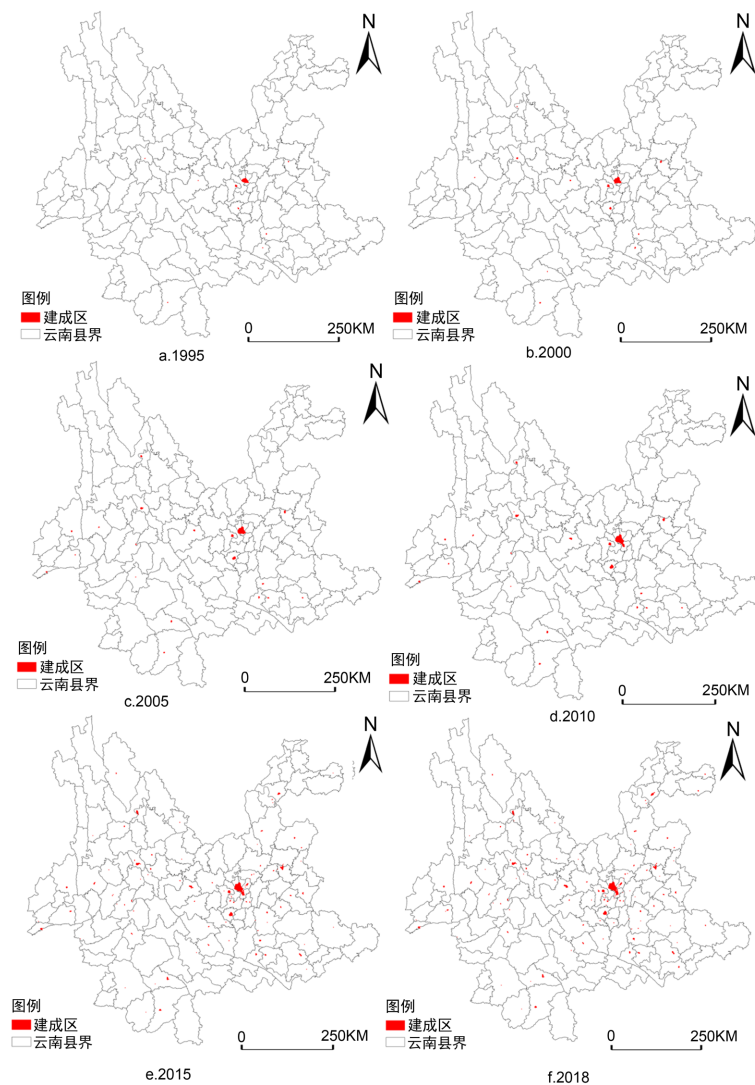 N
图例
建成区
云南县界
0 250KM
a.1995
N
图例
建成区
云南县界
0 250KM
b.2000
N
图例
建成区
云南县界
0 250KM
c.2005
N
图例
建成区
云南县界
0 250KM
d.2010
N
图例
建成区
云南县界
0 250KM
e.2015
N
图例
建成区
云南县界
0 250KM
f.2018